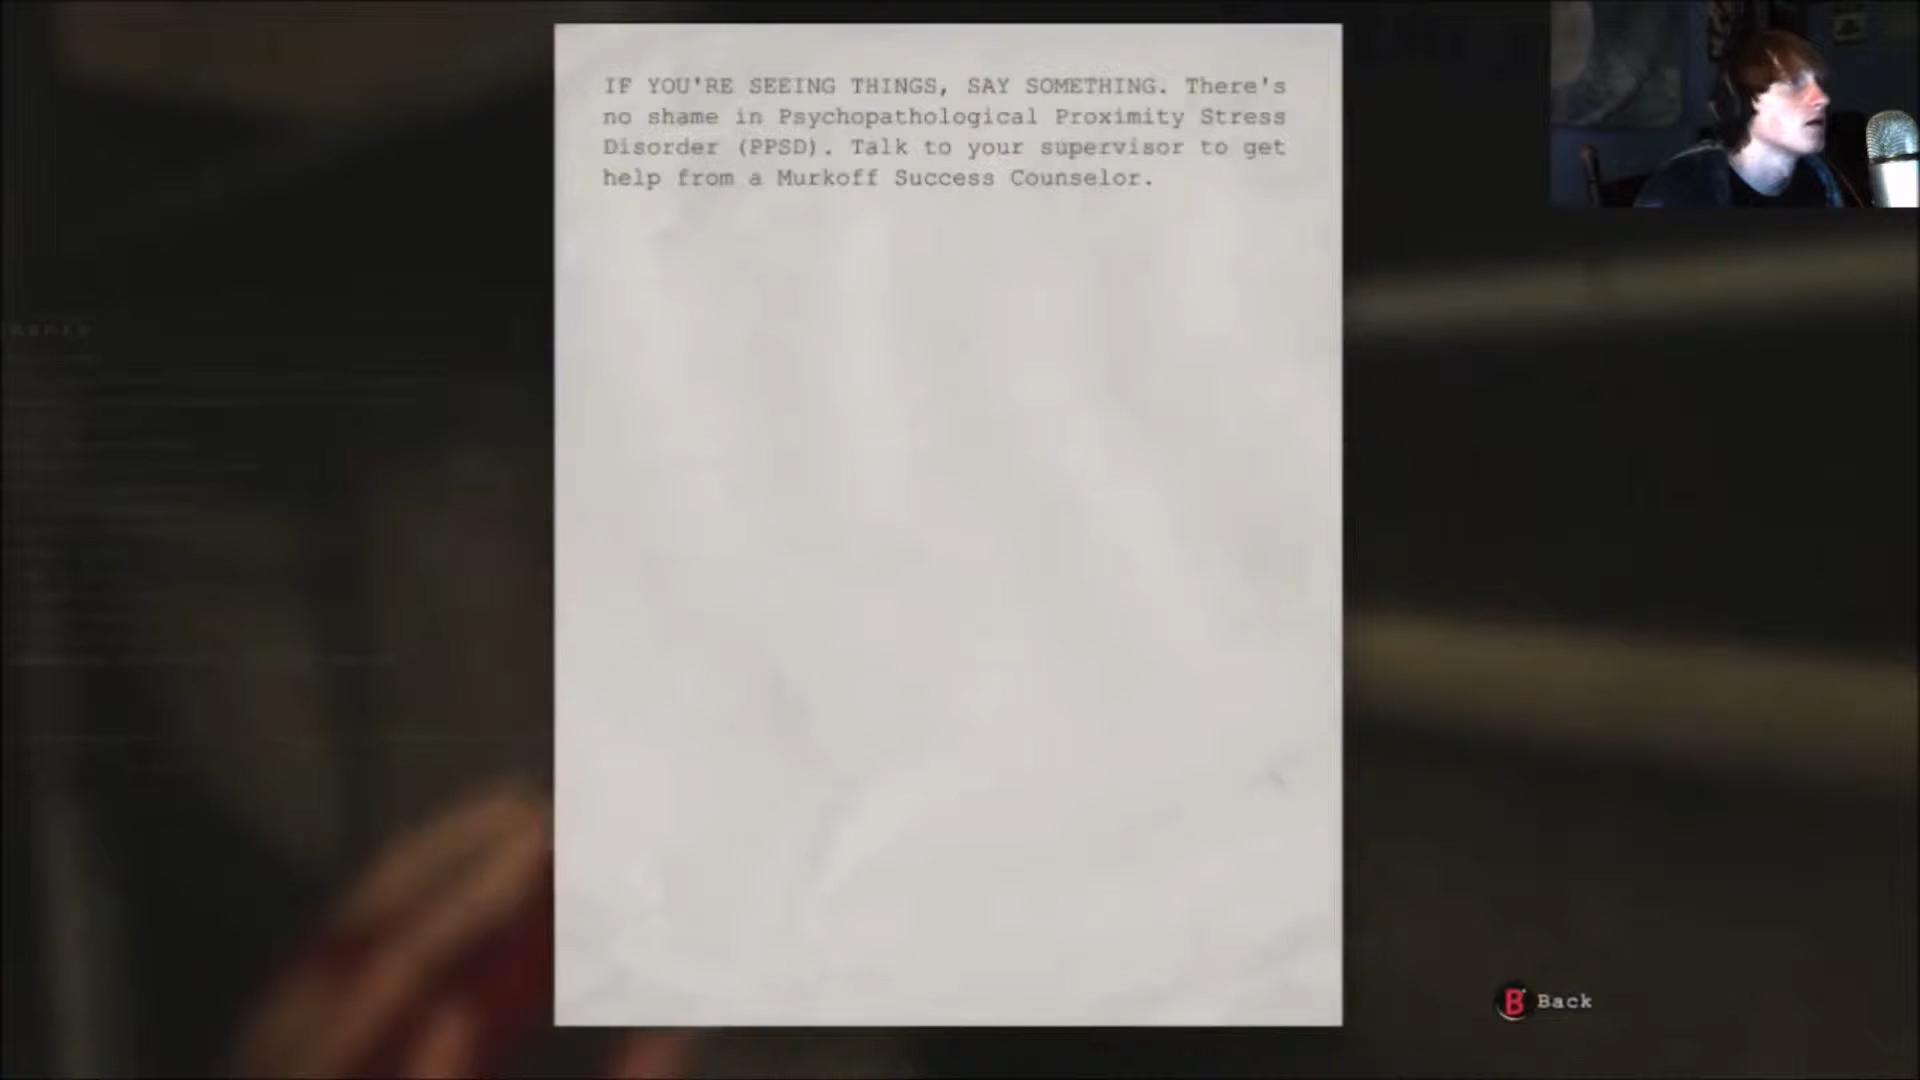 IF YOU'RE SEEING THINGS, SAY SOMETHING. There's
no shame in Psychopathological Proximity Stress
Disorder (PPSD). Talk to your supervisor to get
help from a Murkoff Success Counselor.
B Back